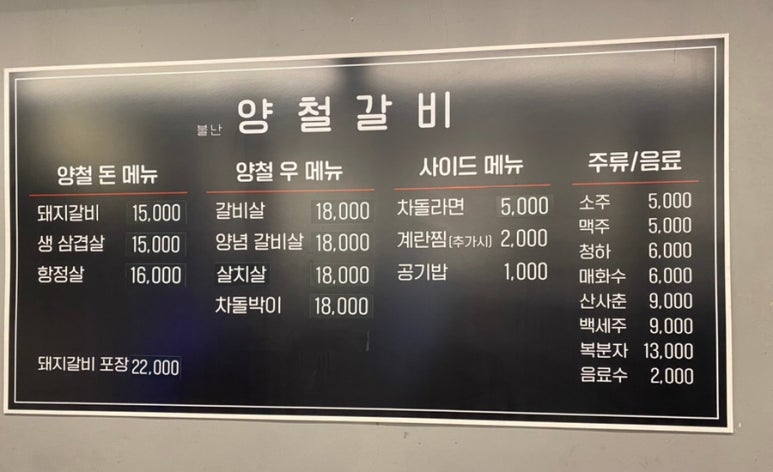 불난 양철갈비
양철 돈 메뉴
돼지갈비 15,000
생 삼겹살 15,000
항정살 16,000
돼지갈비 포장 22,000
양철 우 메뉴
갈비살 18,000
양념 갈비살 18,000
살치살 18,000
차돌박이 18,000
사이드 메뉴
차돌라면 5,000
계란찜(추가시) 2,000
공기밥 1,000
주류/음료
소주 5,000
맥주 5,000
청하 6,000
매화수 6,000
산사춘 9,000
백세주 9,000
복분자 13,000
음료수 2,000